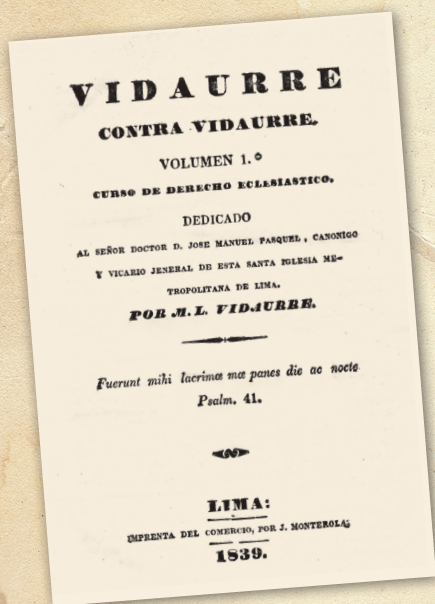 VIDAURRE
CONTRA VIDAURRE.
VOLUMEN 1.º
CURSO DE DERECHO ECLESIASTICO.
DEDICADO
AL SEÑOR DOCTOR D. JOSE MANUEL PASQUEL, CANONIGO
Y VICARIO JENERAL DE ESTA SANTA IGLESIA ME-
TROPOLITANA DE LIMA.
POR M. L. VIDAURRE.
Fuerunt mihi lacrimæ mæ panes die ac nocte
Psalm. 41.
LIMA:
IMPRENTA DEL COMERCIO, POR J. MONTEROLA;
1839.